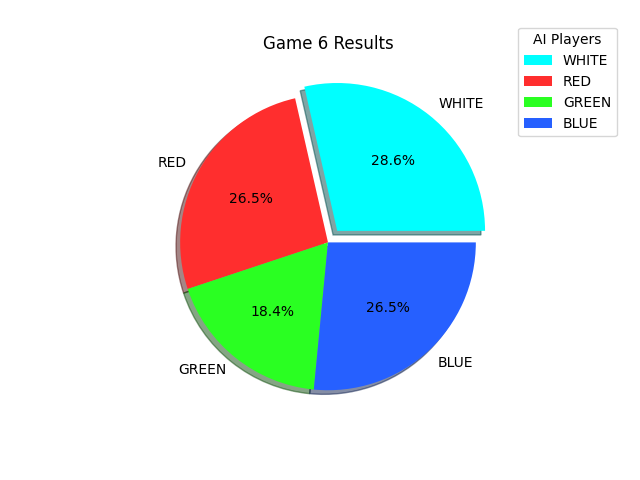 Game 6 Results
AI Players
WHITE
RED
GREEN
BLUE
WHITE
28.6%
RED
26.5%
GREEN
18.4%
BLUE
26.5%